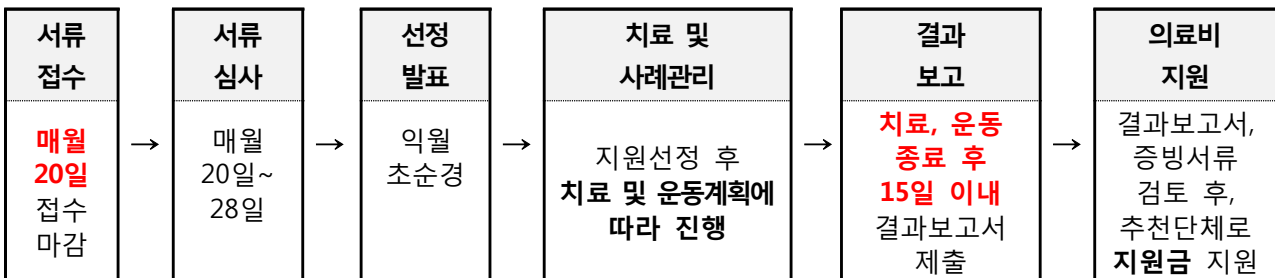 서류
접수
매월
20일
접수
마감
→
서류
심사
매월
20일~
28일
→
선정
발표
익월
초순경
→
치료 및
사례관리
지원선정 후
치료 및 운동계획에
따라 진행
→
결과
보고
치료, 운동
종료 후
15일 이내
결과보고서
제출
→
의료비
지원
결과보고서,
증빙서류
검토 후,
추천단체로
지원금 지원